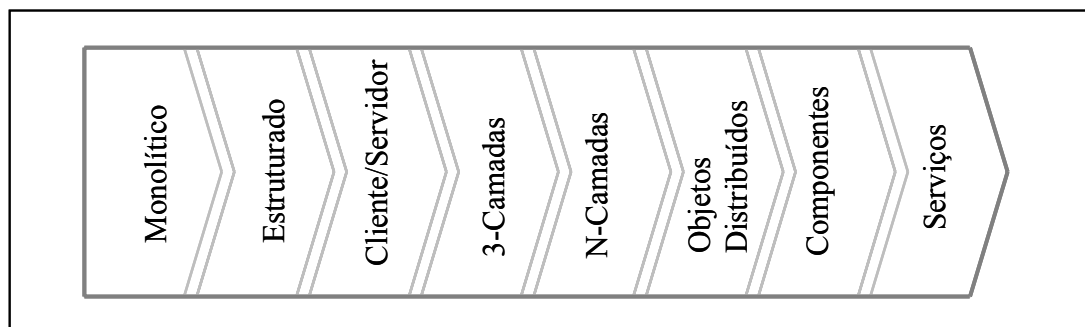 Monolítico
Estruturado
Cliente/Servidor
3-Camadas
N-Camadas
Objetos
Distribuídos
Componentes
Serviços